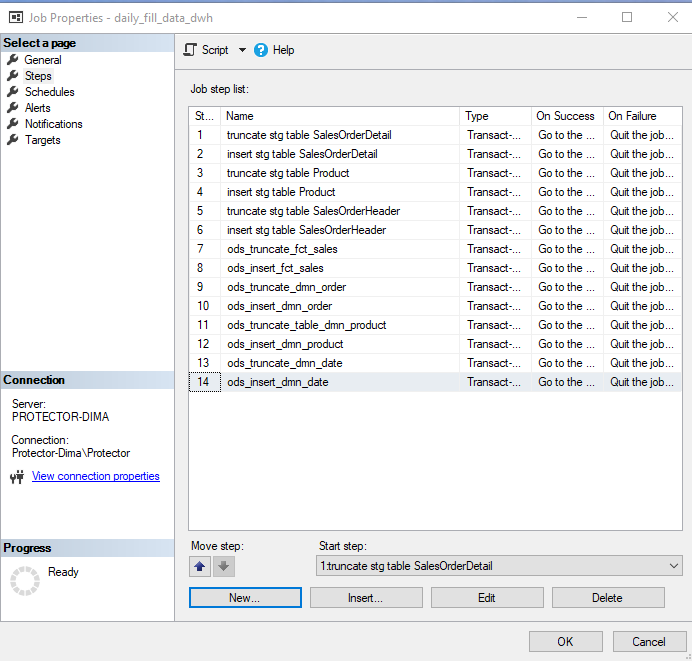 Job Properties - daily_fill_data_dwh
Select a page
General
Steps
Schedules
Alerts
Notifications
Targets
Script
Help
Job step list:
St... Name Type On Success On Failure
1 truncate stg table SalesOrderDetail Transact-... Go to the ... Quit the job...
2 insert stg table SalesOrderDetail Transact-... Go to the ... Quit the job...
3 truncate stg table Product Transact-... Go to the ... Quit the job...
4 insert stg table Product Transact-... Go to the ... Quit the job...
5 truncate stg table SalesOrderHeader Transact-... Go to the ... Quit the job...
6 insert stg table SalesOrderHeader Transact-... Go to the ... Quit the job...
7 ods_truncate_fct_sales Transact-... Go to the ... Quit the job...
8 ods_insert_fct_sales Transact-... Go to the ... Quit the job...
9 ods_truncate_dmn_order Transact-... Go to the ... Quit the job...
10 ods_insert_dmn_order Transact-... Go to the ... Quit the job...
11 ods_truncate_table_dmn_product Transact-... Go to the ... Quit the job...
12 ods_insert_dmn_product Transact-... Go to the ... Quit the job...
13 ods_truncate_dmn_date Transact-... Go to the ... Quit the job...
14 ods_insert_dmn_date Transact-... Go to the ... Quit the job...
Connection
Server:
PROTECTOR-DIMA
Connection:
Protector-Dima\Protector
View connection properties
Progress
Ready
Move step:
Start step:
1:truncate stg table SalesOrderDetail
New...
Insert...
Edit
Delete
OK
Cancel